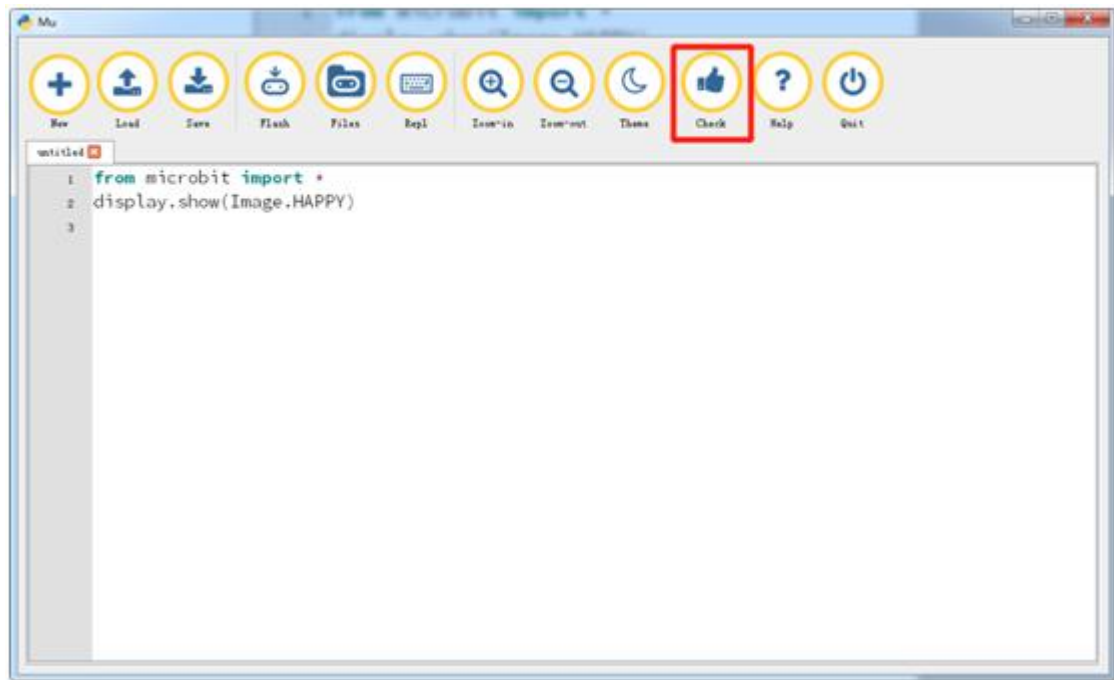 Mu
New Load Save Flash Files Repl Zoom-in Zoom-out Theme Check Help Quit
untitled
1 from microbit import *
2 display.show(Image.HAPPY)
3